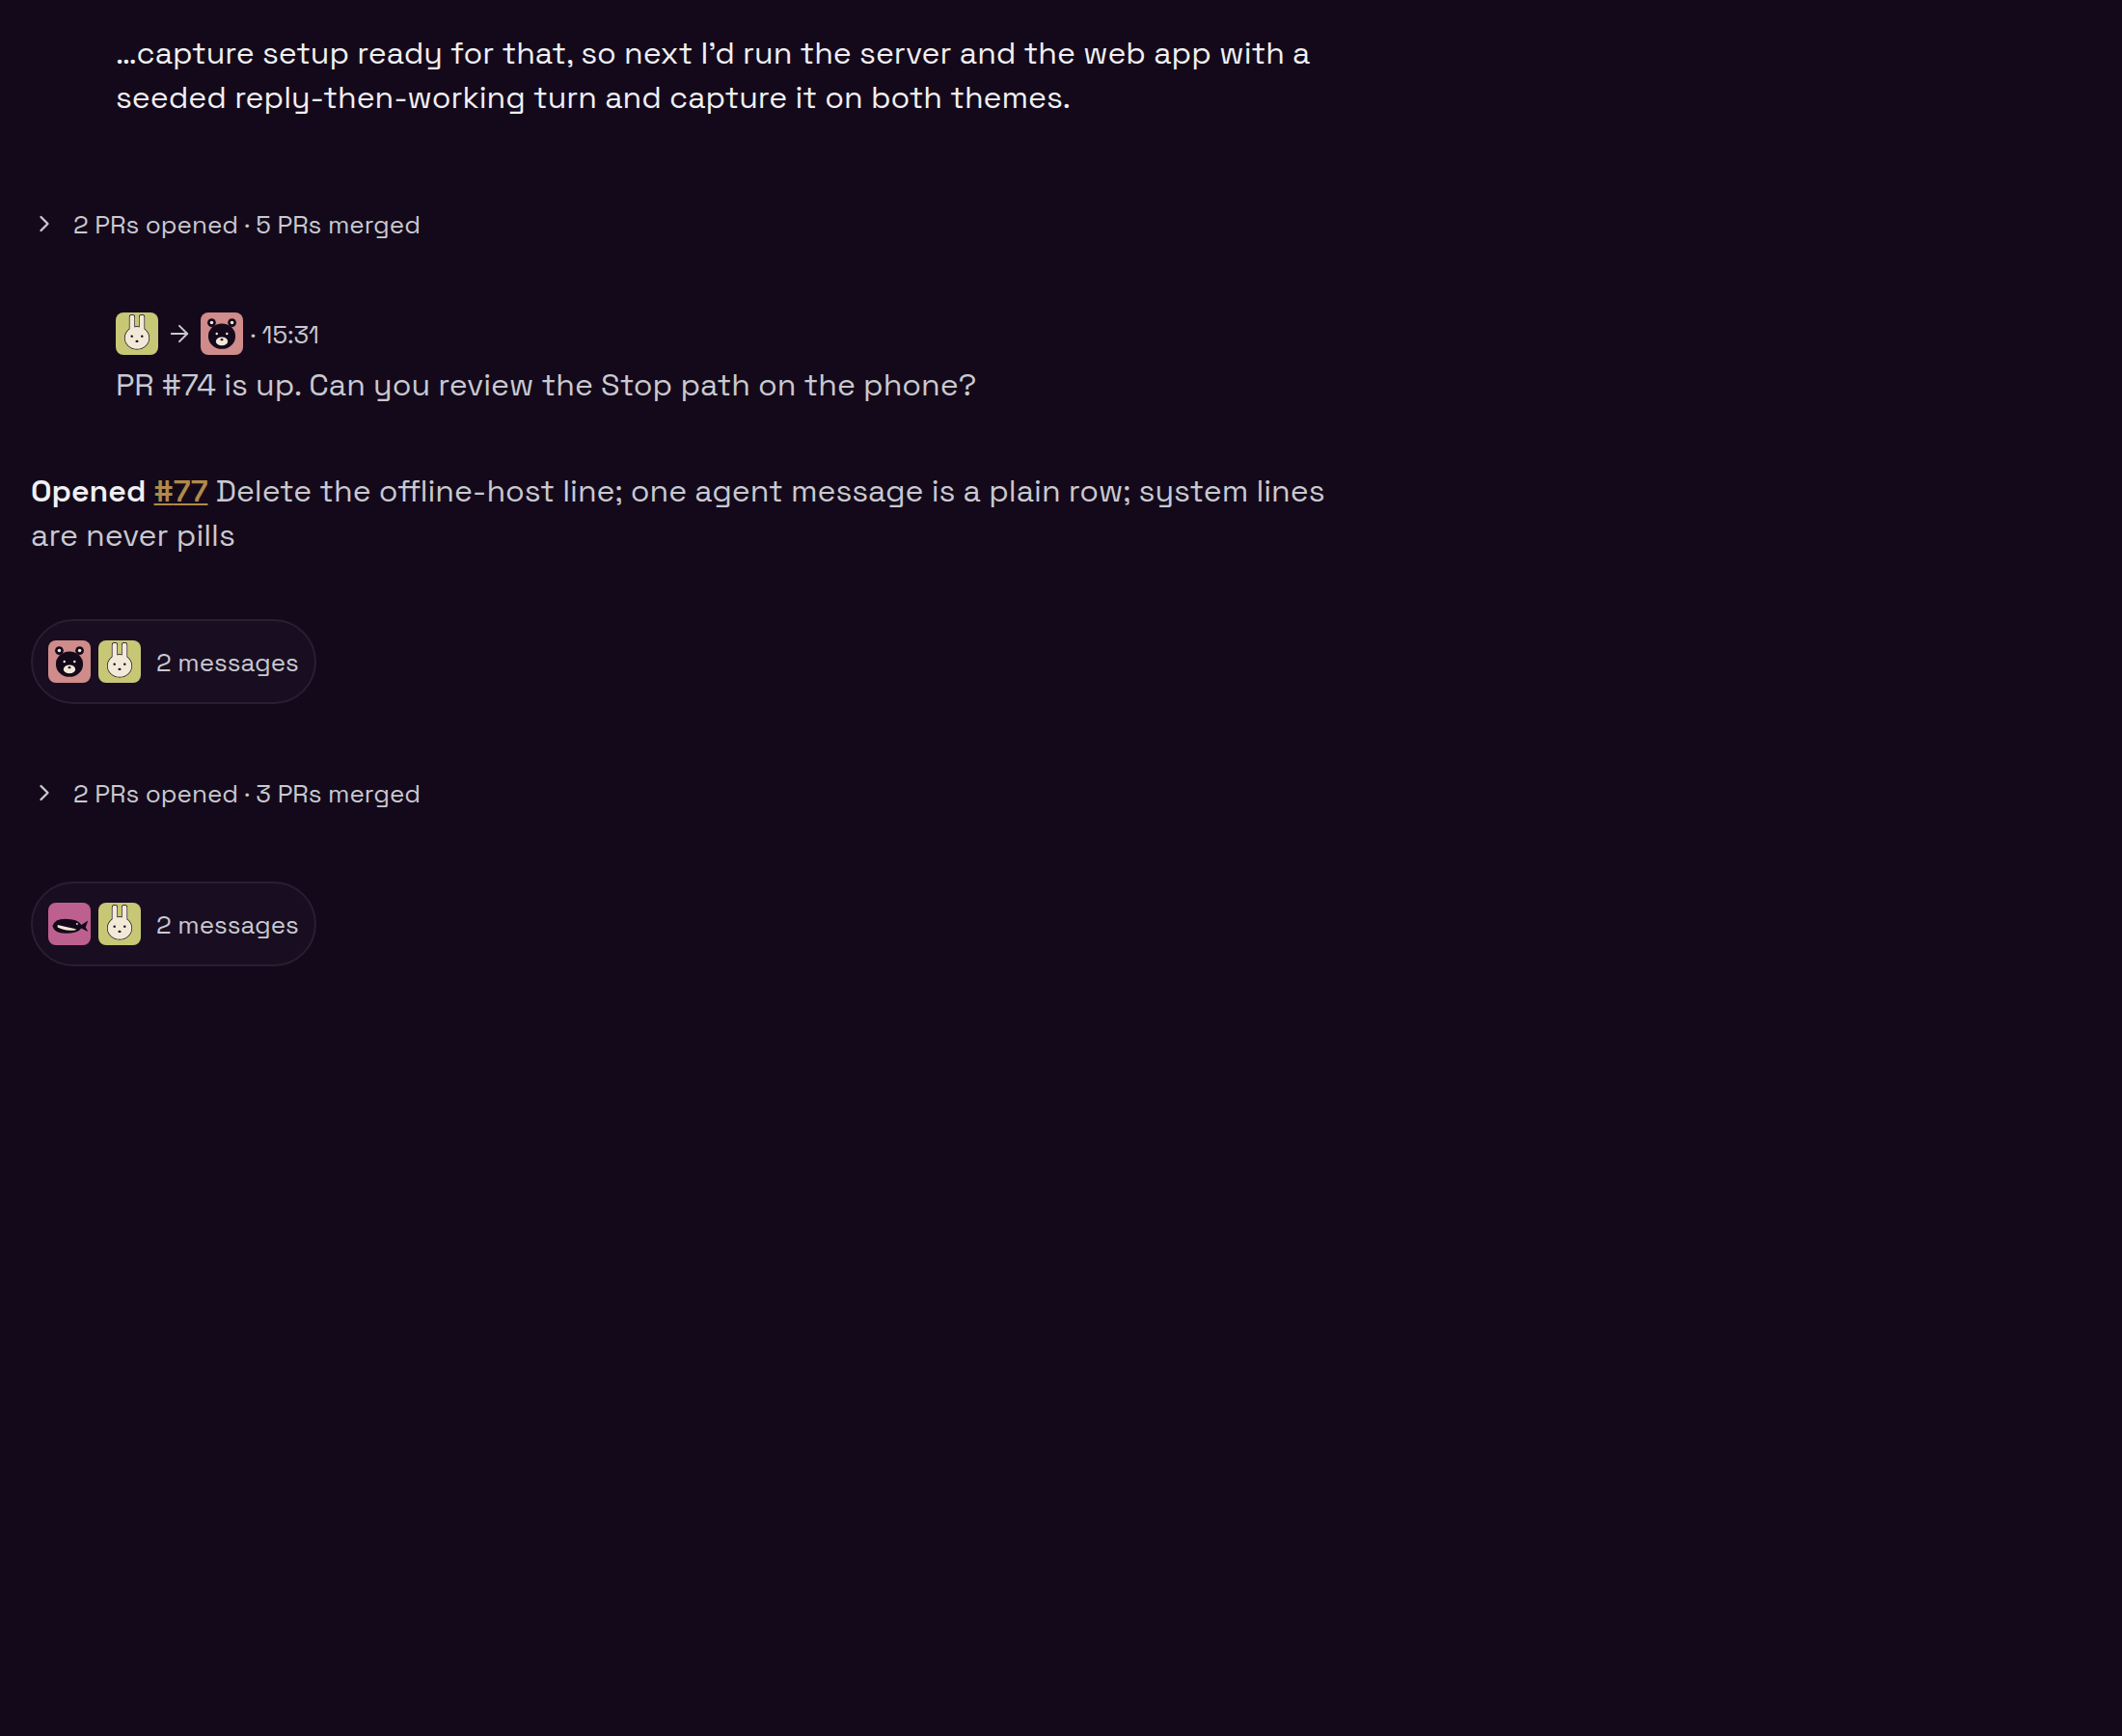 …capture setup ready for that, so next I’d run the server and the web app with a
seeded reply-then-working turn and capture it on both themes.
2 PRs opened · 5 PRs merged
→ · 15:31
PR #74 is up. Can you review the Stop path on the phone?
Opened #77 Delete the offline-host line; one agent message is a plain row; system lines
are never pills
2 messages
2 PRs opened · 3 PRs merged
2 messages